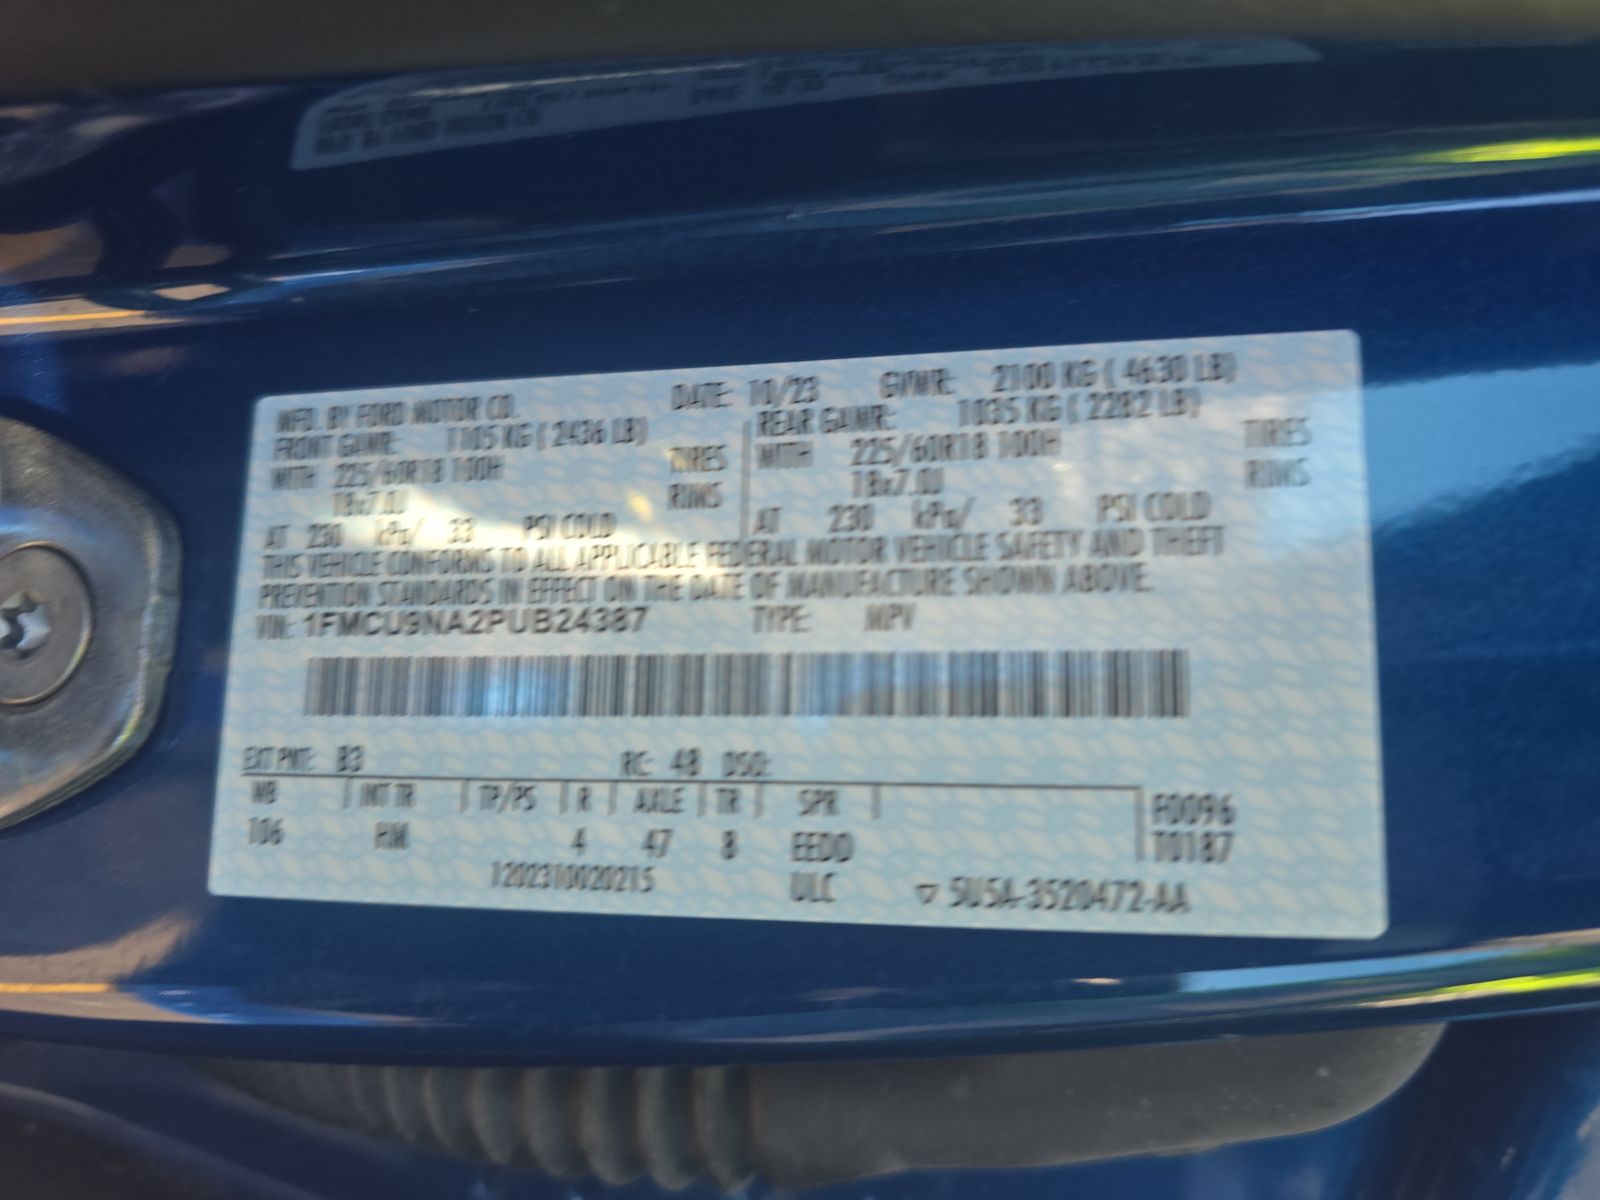 MFD. BY FORD MOTOR CO. DATE: 10/23 GVWR: 2100 KG ( 4630 LB)
FRONT GAWR: 1105 KG ( 2436 LB) REAR GAWR: 1035 KG ( 2282 LB)
WITH 225/60R18 100H TIRES WITH 225/60R18 100H TIRES
18x7.0J RIMS 18x7.0J RIMS
AT 230 kPa/ 33 PSI COLD AT 230 kPa/ 33 PSI COLD
THIS VEHICLE CONFORMS TO ALL APPLICABLE FEDERAL MOTOR VEHICLE SAFETY AND THEFT
PREVENTION STANDARDS IN EFFECT ON THE DATE OF MANUFACTURE SHOWN ABOVE.
VIN: 1FMCU9NA2PUB24387 TYPE: MPV
EXT PNT: B3 RC: 48 DSO:
WB INT TR TP/PS R AXLE TR SPR F0096
106 HM 4 47 8 EEDD T0187
1202310020215 ULC ▽ 5U5A-3520472-AA